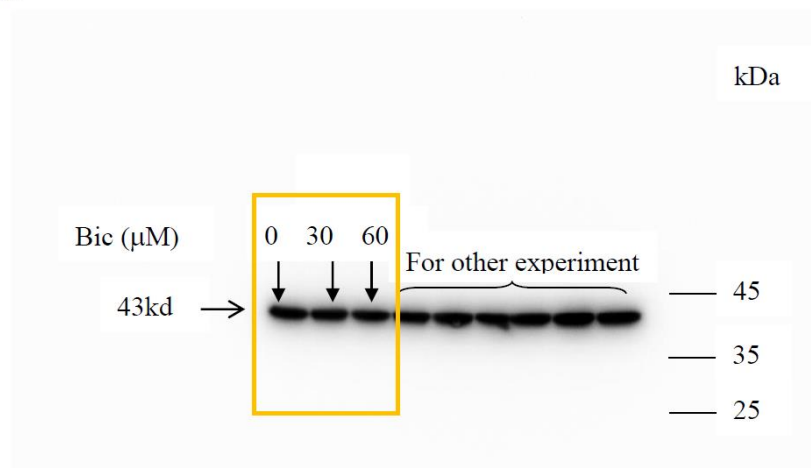 kDa
Bic (μM)
0 30 60
For other experiment
43kd
45
35
25